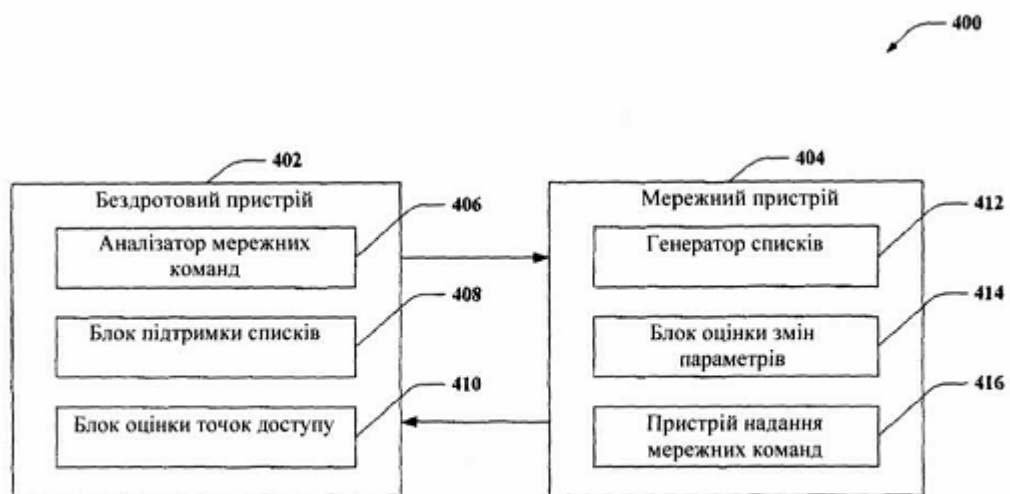 400
402
404
Бездротовий пристрій
Мережний пристрій
406
412
Аналізатор мережних
команд
Генератор списків
408
414
Блок підтримки списків
Блок оцінки змін
параметрів
410
416
Блок оцінки точок доступу
Пристрій надання
мережних команд